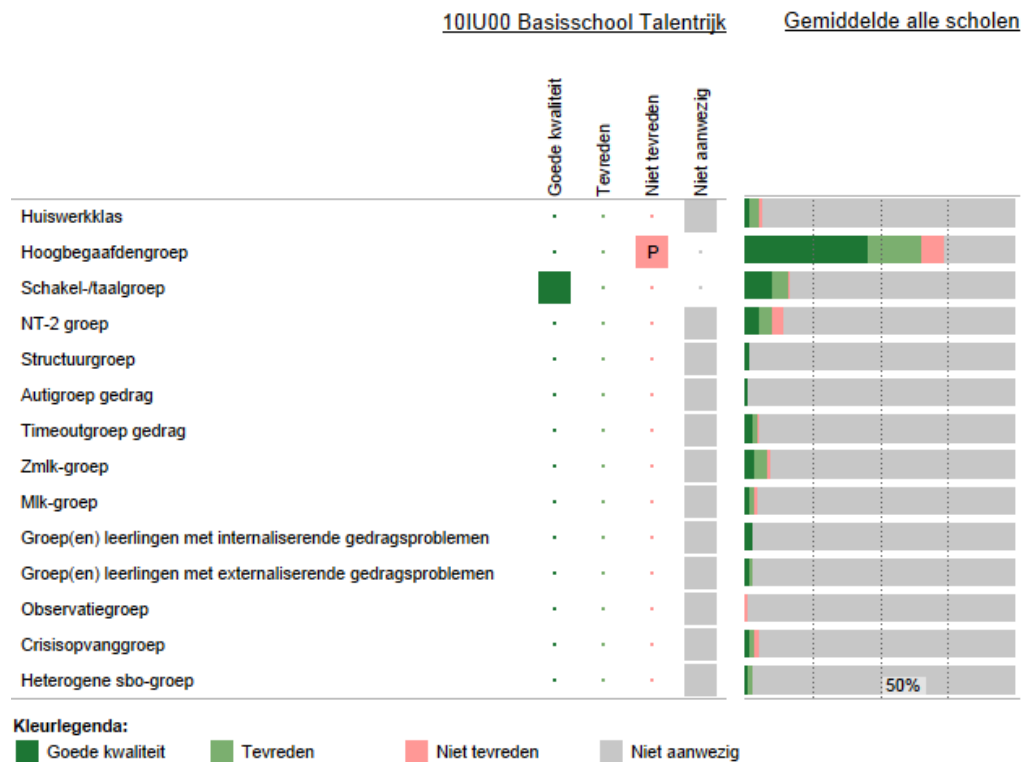 10IU00 Basisschool Talentrijk
Gemiddelde alle scholen
Goede kwaliteit
Tevreden
Niet tevreden
Niet aanwezig
Huiswerkklas
Hoogbegaafdengroep
P
Schakel-/taalgroep
NT-2 groep
Structuurgroep
Autigroep gedrag
Timeoutgroep gedrag
Zmlk-groep
Mlk-groep
Groep(en) leerlingen met internaliserende gedragsproblemen
Groep(en) leerlingen met externaliserende gedragsproblemen
Observatiegroep
Crisisopvanggroep
Heterogene sbo-groep
50%
Kleurlegenda:
Goede kwaliteit
Tevreden
Niet tevreden
Niet aanwezig